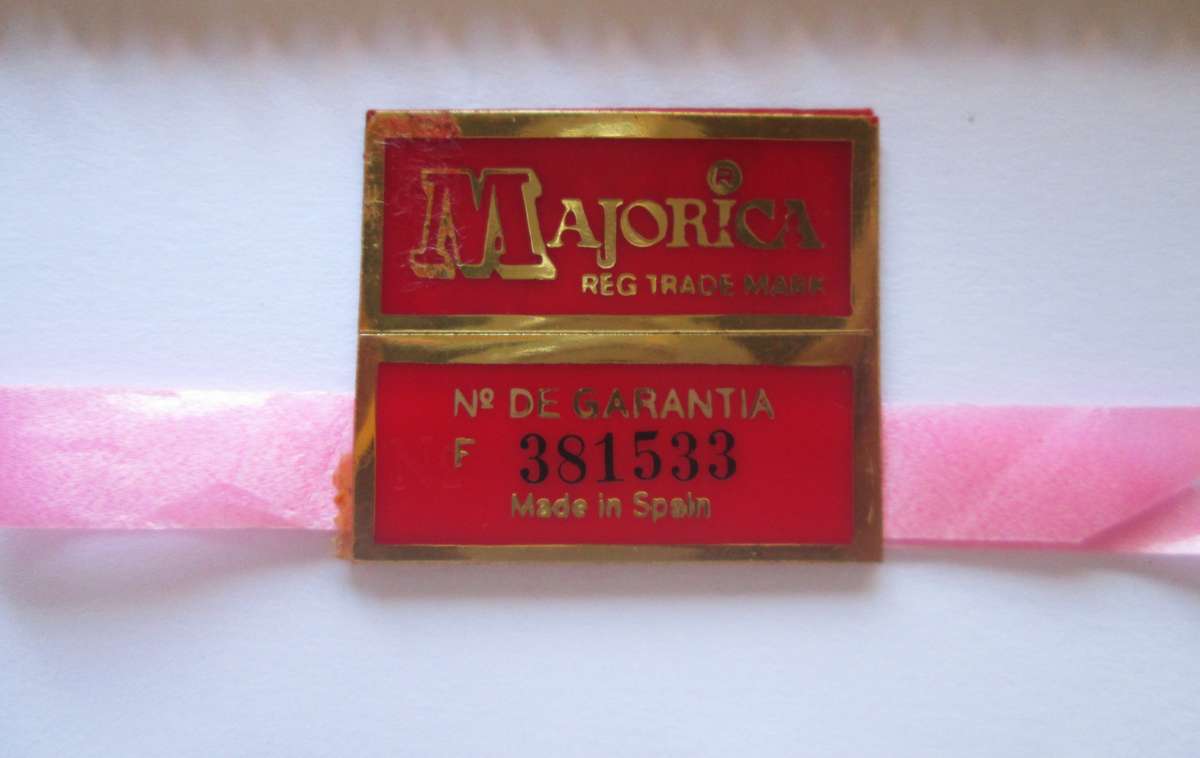 MAJORICA ®
REG TRADE MARK
Nº DE GARANTIA
F 381533
Made in Spain